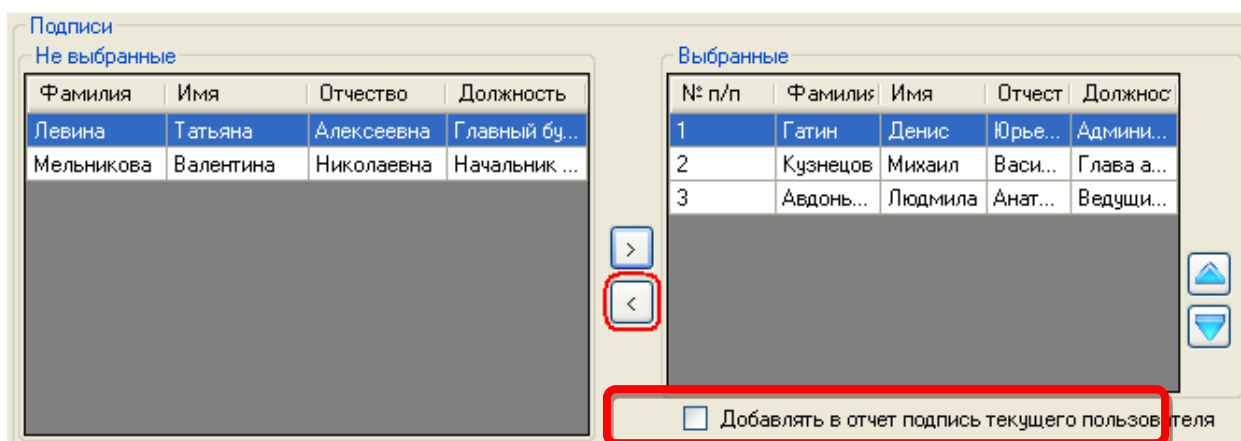 Подписи
Не выбранные
Фамилия Имя Отчество Должность
Левина Татьяна Алексеевна Главный бу...
Мельникова Валентина Николаевна Начальник ...
>
<
Выбранные
№ п/п Фамилия Имя Отчест Должнос
1 Гатин Денис Юрье... Админи...
2 Кузнецов Михаил Васи... Глава а...
3 Авдонь... Людмила Анат... Ведущи...
Добавлять в отчет подпись текущего пользователя